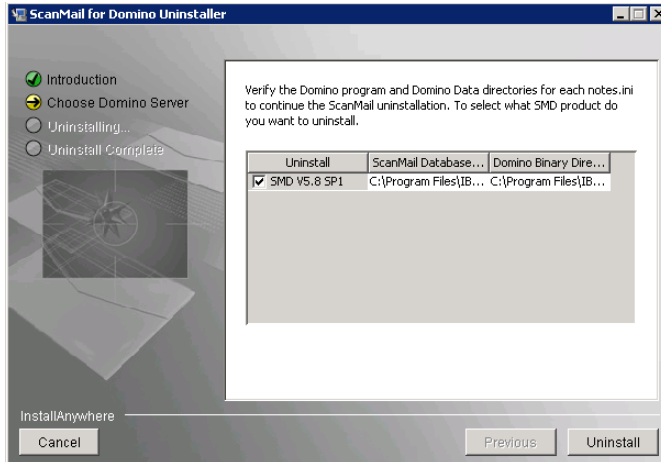 ScanMail for Domino Uninstaller
Introduction
Choose Domino Server
Uninstalling...
Uninstall Complete
Verify the Domino program and Domino Data directories for each notes.ini
to continue the ScanMail uninstallation. To select what SMD product do
you want to uninstall.
Uninstall ScanMail Database... Domino Binary Dire...
SMD V5.8 SP1 C:\Program Files\IB... C:\Program Files\IB...
InstallAnywhere
Cancel Previous Uninstall